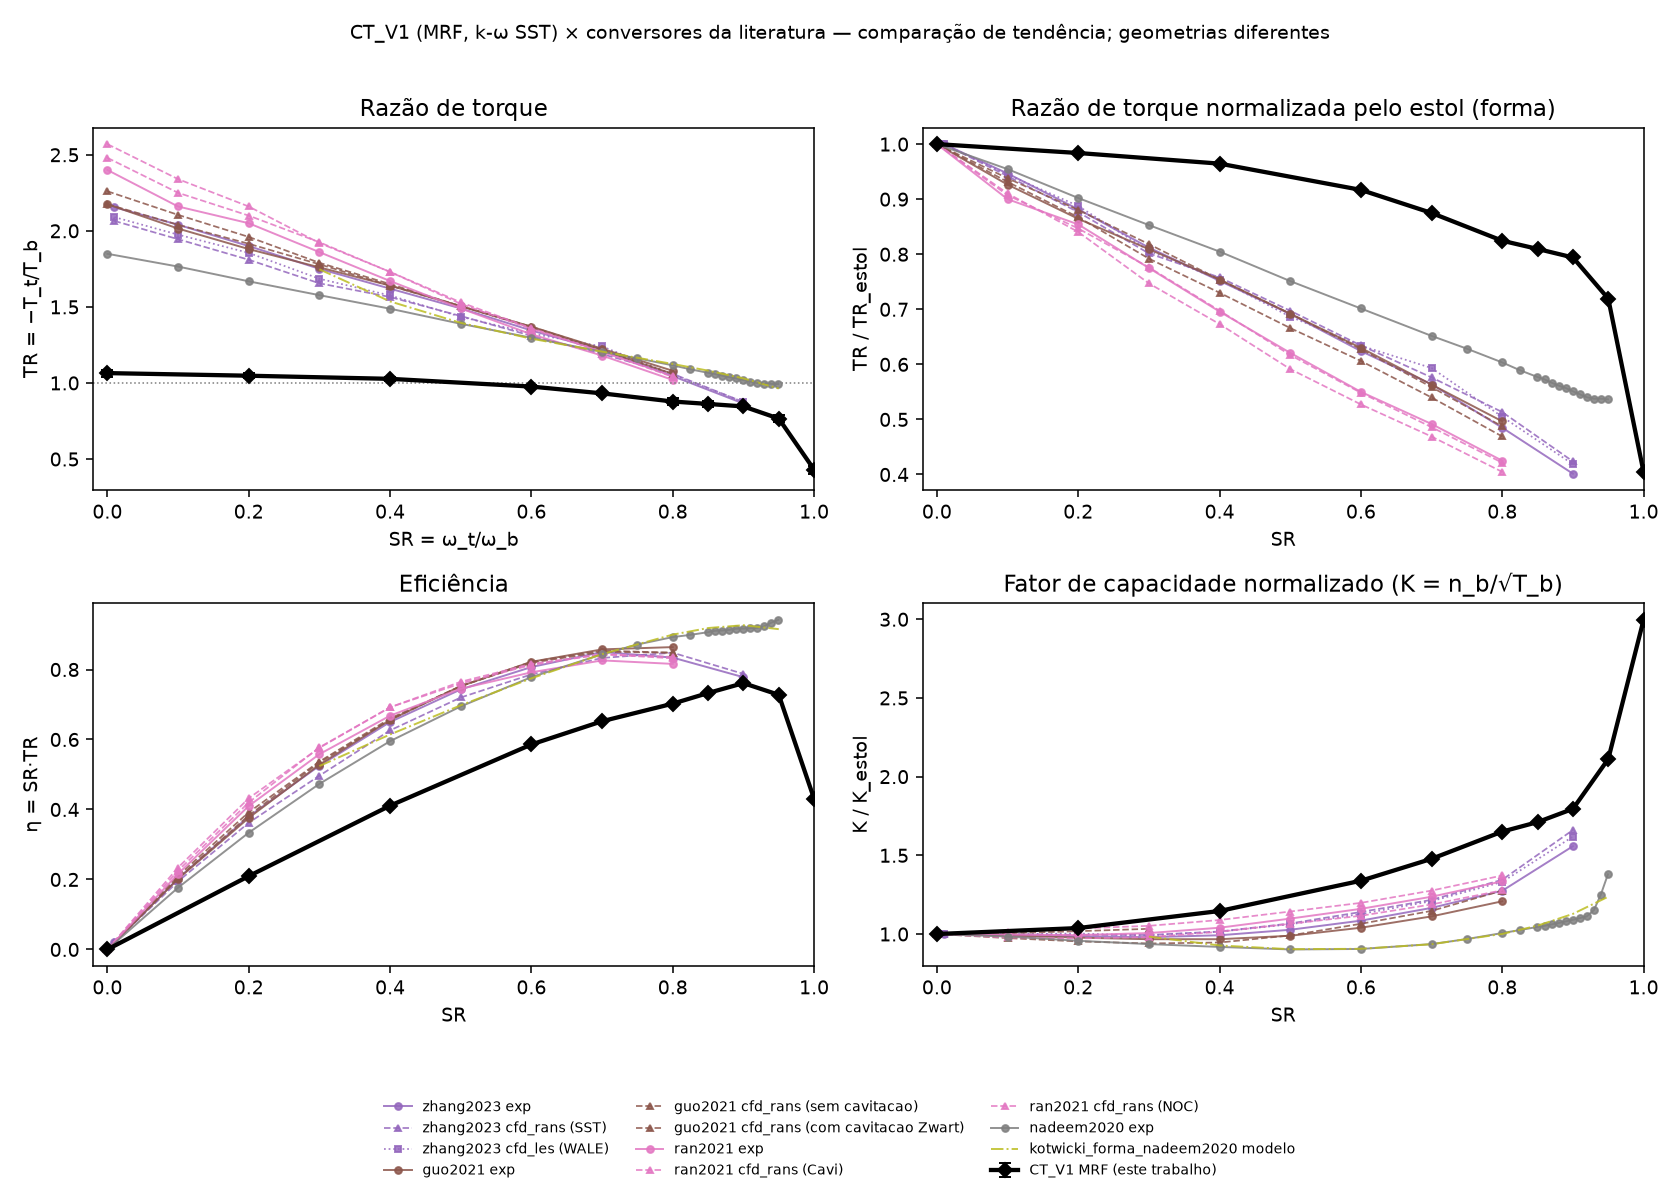 CT_V1 (MRF, k-ω SST) × conversores da literatura — comparação de tendência; geometrias diferentes
Razão de torque
TR = −T_t/T_b
2.5
2.0
1.5
1.0
0.5
0.0 0.2 0.4 0.6 0.8 1.0
SR = ω_t/ω_b
Razão de torque normalizada pelo estol (forma)
TR / TR_estol
1.0
0.9
0.8
0.7
0.6
0.5
0.4
0.0 0.2 0.4 0.6 0.8 1.0
SR
Eficiência
η = SR·TR
0.8
0.6
0.4
0.2
0.0
0.0 0.2 0.4 0.6 0.8 1.0
SR
Fator de capacidade normalizado (K = n_b/√T_b)
K / K_estol
3.0
2.5
2.0
1.5
1.0
0.0 0.2 0.4 0.6 0.8 1.0
SR
zhang2023 exp
zhang2023 cfd_rans (SST)
zhang2023 cfd_les (WALE)
guo2021 exp
guo2021 cfd_rans (sem cavitacao)
guo2021 cfd_rans (com cavitacao Zwart)
ran2021 exp
ran2021 cfd_rans (Cavi)
ran2021 cfd_rans (NOC)
nadeem2020 exp
kotwicki_forma_nadeem2020 modelo
CT_V1 MRF (este trabalho)